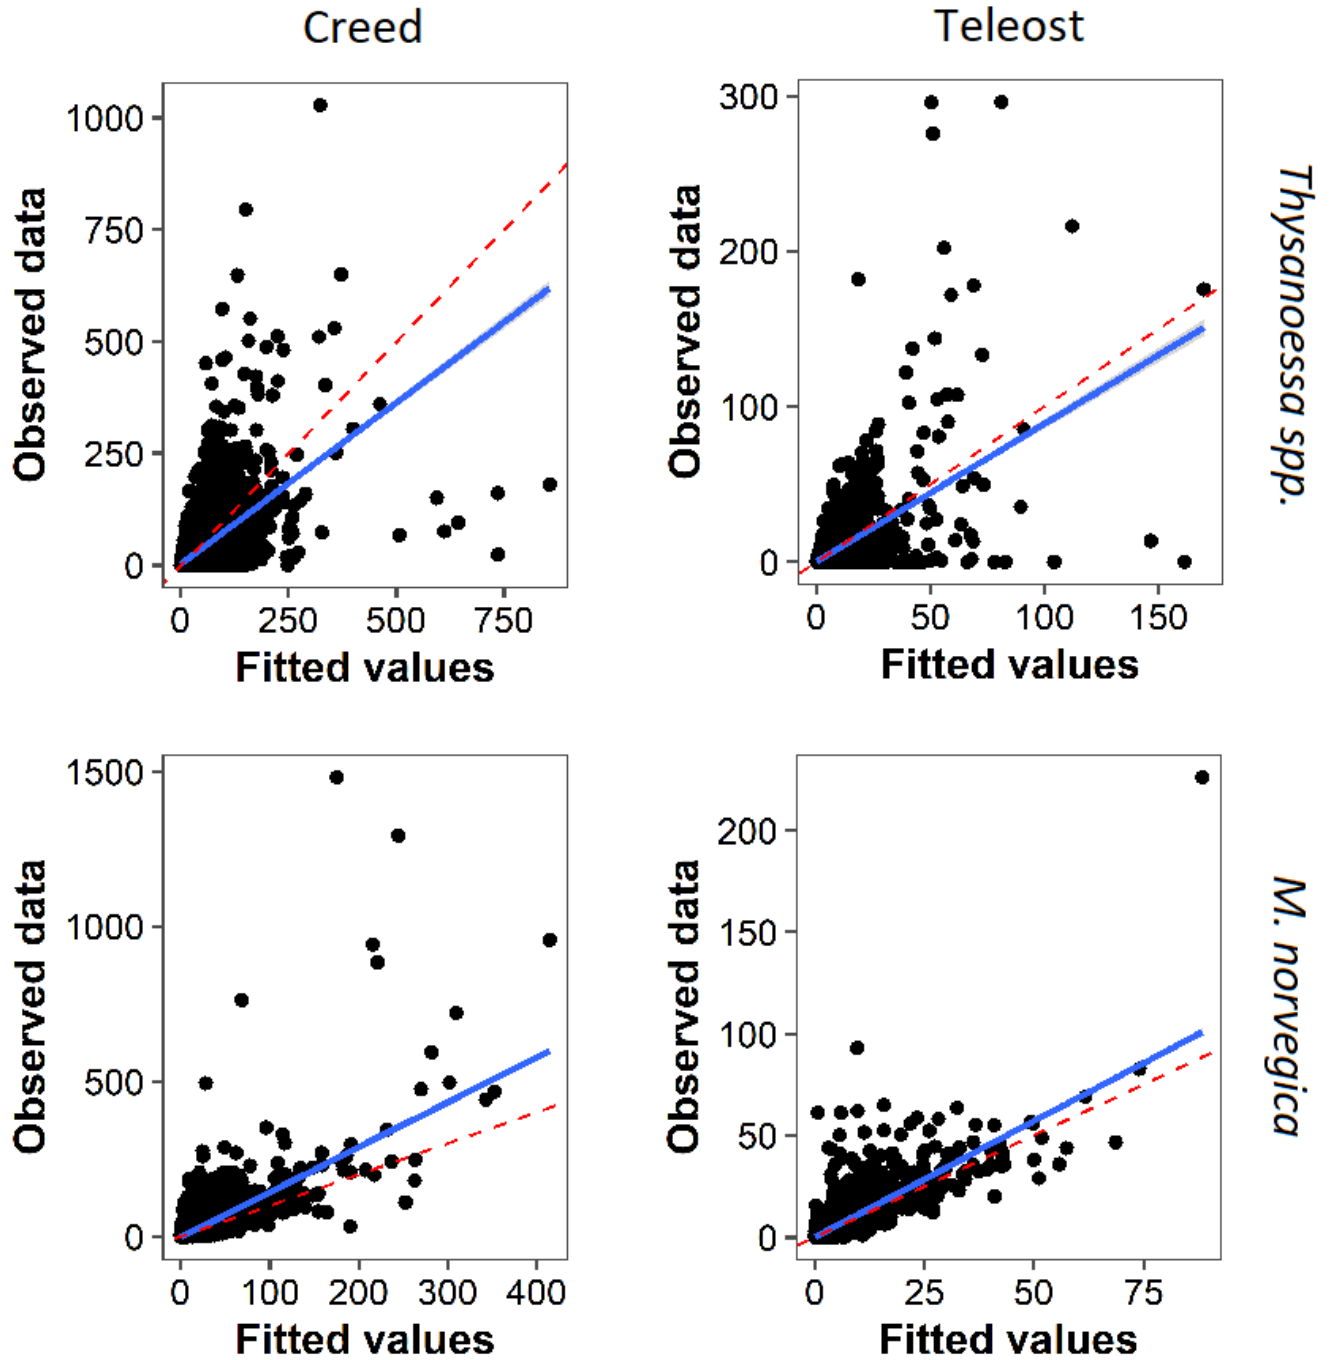 Creed
Teleost
1000
750
500
250
0
Observed data
0 250 500 750
Fitted values
300
200
100
0
Observed data
0 50 100 150
Fitted values
Thysanoessa spp.
1500
1000
500
0
Observed data
0 100 200 300 400
Fitted values
200
150
100
50
0
Observed data
0 25 50 75
Fitted values
M. norvegica